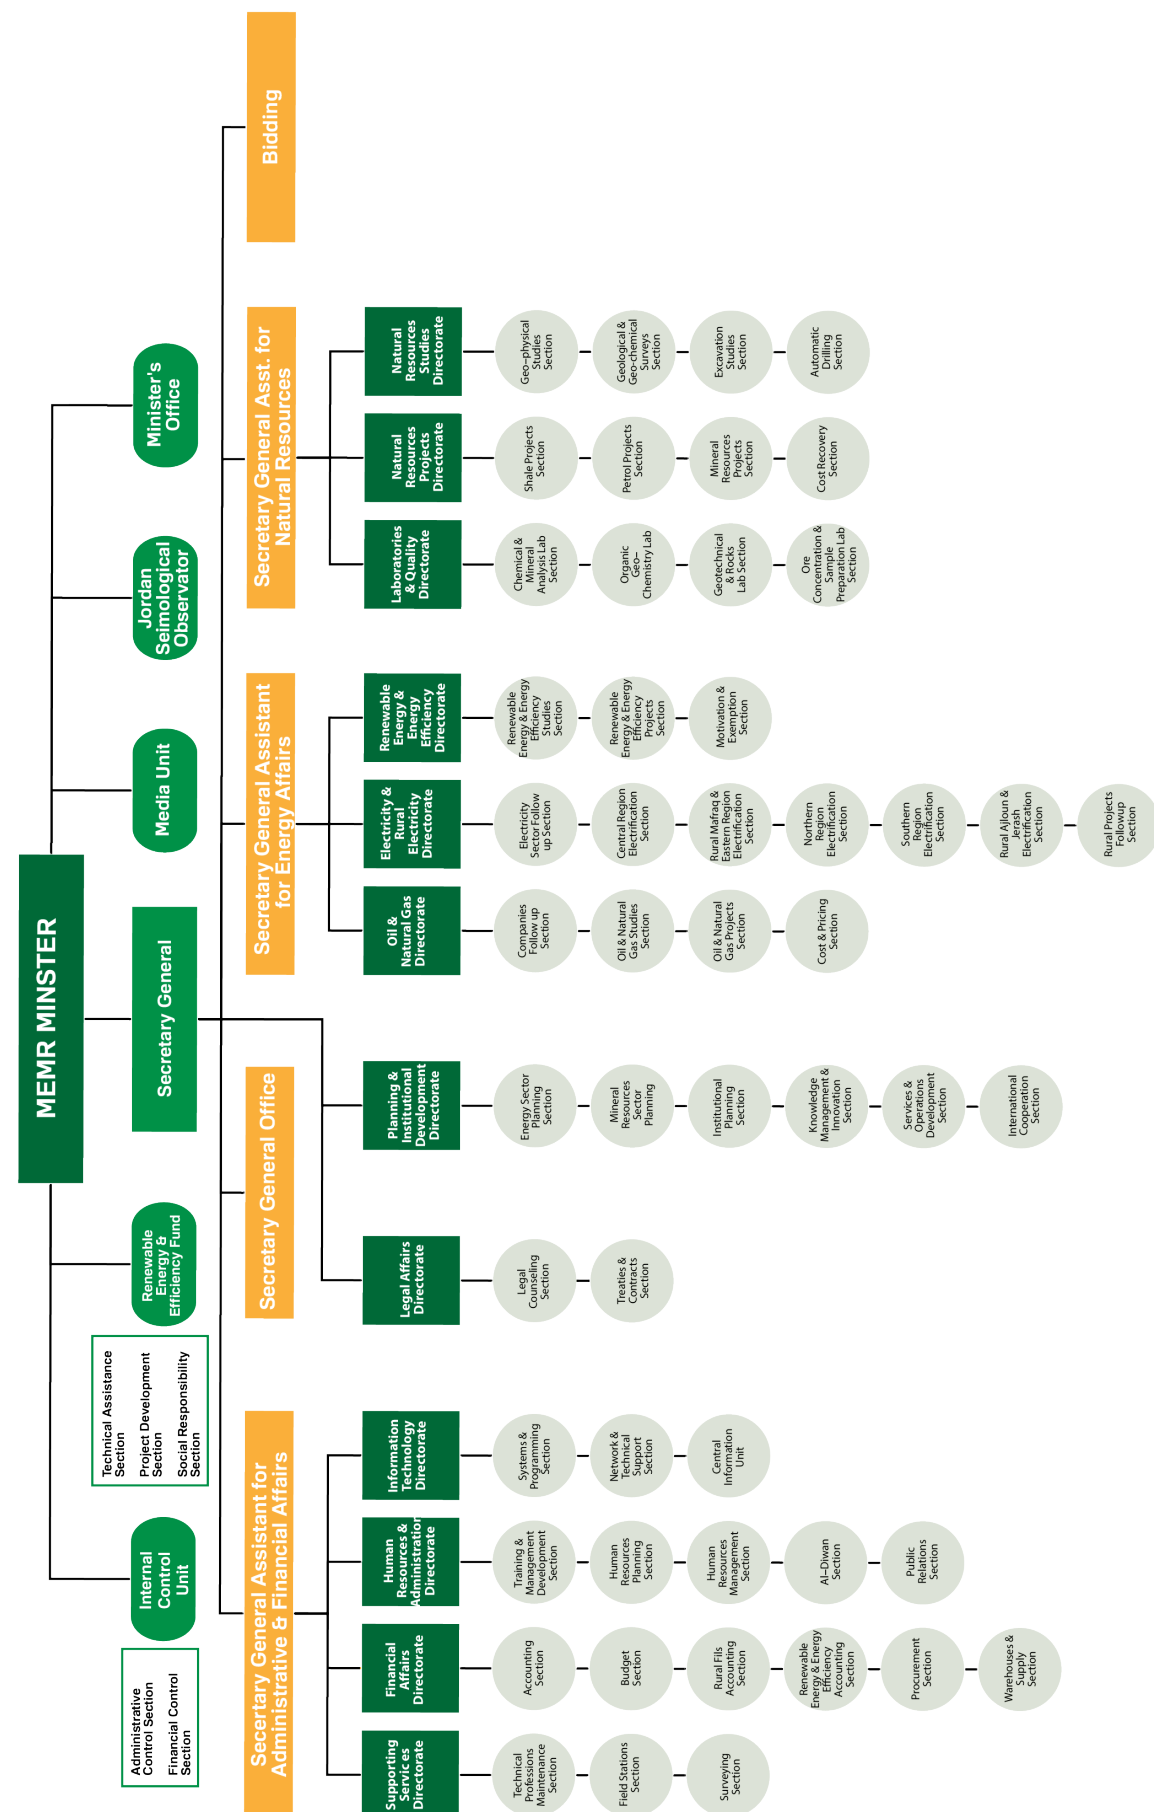 MEMR MINSTER
Internal
Control
Unit
Administrative
Control Section
Financial Control
Section
Renewable
Energy &
Efficiency Fund
Technical Assistance
Section
Project Development
Section
Social Responsibility
Section
Secretary General
Media Unit
Jordan
Seimological
Observator
Minister's
Office
Secertary General Assistant for
Administrative & Financial Affairs
Secretary General Office
Secretary General Assistant
for Energy Affairs
Secretary General Asst. for
Natural Resources
Bidding
Supporting
Services
Directorate
Technical
Professions
Maintenance
Section
Field Stations
Section
Surveying
Section
Financial
Affairs
Directorate
Accounting
Section
Budget
Section
Rural Fils
Accounting
Section
Renewable
Energy & Energy
Efficiency
Accounting
Section
Procurement
Section
Warehouses &
Supply
Section
Human
Resources &
Administration
Directorate
Training &
Management
Development
Section
Human
Resources
Planning
Section
Human
Resources
Management
Section
Al–Diwan
Section
Public
Relations
Section
Information
Technology
Directorate
Systems &
Programming
Section
Network &
Technical
Support
Section
Central
Information
Unit
Legal Affairs
Directorate
Legal
Counseling
Section
Treaties &
Contracts
Section
Planning &
Institutional
Development
Directorate
Energy Sector
Planning
Section
Mineral
Resources
Sector
Planning
Institutional
Planning
Section
Knowledge
Management &
Innovation
Section
Services &
Operations
Development
Section
International
Cooperation
Section
Oil &
Natural Gas
Directorate
Companies
Follow up
Section
Oil & Natural
Gas Studies
Section
Oil & Natural
Gas Projects
Section
Cost & Pricing
Section
Electricity &
Rural
Electricity
Directorate
Electricity
Sector Follow
up Section
Central Region
Electrification
Section
Rural Mafraq &
Eastern Region
Electrification
Section
Northern
Region
Electrification
Section
Southern
Region
Electrification
Section
Rural Ajloun &
Jerash
Electrification
Section
Rural Projects
Followup
Section
Renewable
Energy &
Energy
Efficiency
Directorate
Renewable
Energy & Energy
Efficiency
Studies
Section
Renewable
Energy & Energy
Efficiency
Projects
Section
Motivation &
Exemption
Section
Laboratories
& Quality
Directorate
Chemical &
Mineral
Analysis Lab
Section
Organic
Geo–
Chemistry Lab
Geotechnical
& Rocks
Lab Section
Ore
Concentration &
Sample
Preparation Lab
Section
Natural
Resources
Projects
Directorate
Shale Projects
Section
Petrol Projects
Section
Mineral
Resources
Projects
Section
Cost Recovery
Section
Natural
Resources
Studies
Directorate
Geo–physical
Studies
Section
Geological &
Geo-chemical
Surveys
Section
Excavation
Studies
Section
Automatic
Drilling
Section